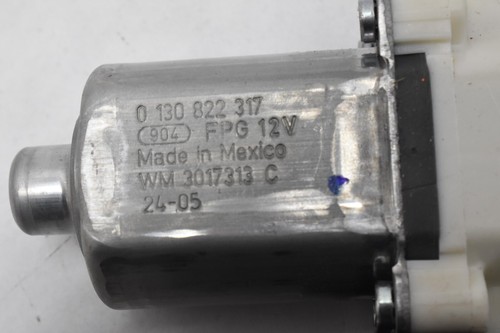 0 130 822 317
904 FPG 12V
Made in Mexico
WM 3017313 C
24-05